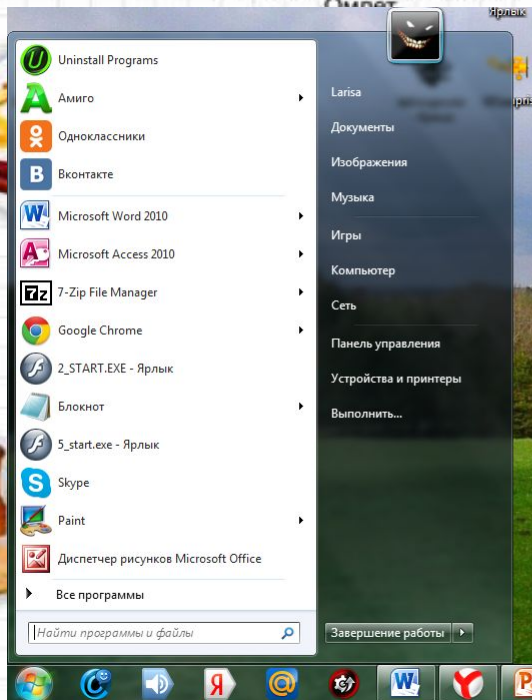 Ярлык
Uninstall Programs
Амиго
Одноклассники
Вконтакте
Microsoft Word 2010
Microsoft Access 2010
7-Zip File Manager
Google Chrome
2_START.EXE - Ярлык
Блокнот
5_start.exe - Ярлык
Skype
Paint
Диспетчер рисунков Microsoft Office
Все программы
Найти программы и файлы
Larisa
Документы
Изображения
Музыка
Игры
Компьютер
Сеть
Панель управления
Устройства и принтеры
Выполнить...
Завершение работы